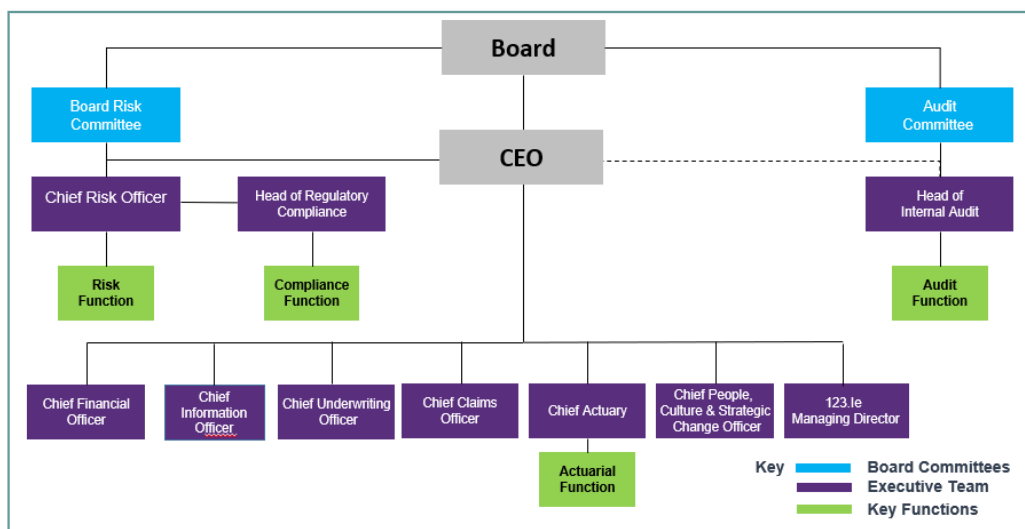 Board
Board Risk
Committee
Audit
Committee
CEO
Chief Risk Officer
Head of Regulatory
Compliance
Head of
Internal Audit
Risk
Function
Compliance
Function
Audit
Function
Chief Financial
Officer
Chief
Information
Officer
Chief Underwriting
Officer
Chief Claims
Officer
Chief Actuary
Chief People,
Culture & Strategic
Change Officer
123.Ie
Managing Director
Actuarial
Function
Key
Board Committees
Executive Team
Key Functions